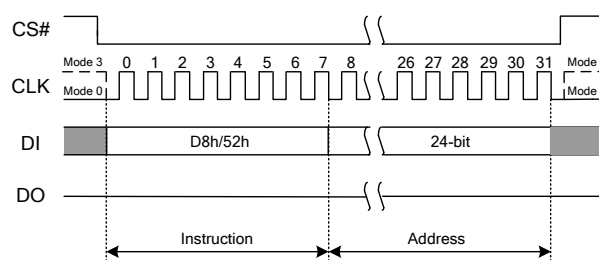 CS#
Mode 3 0 1 2 3 4 5 6 7 8 26 27 28 29 30 31 Mode
CLK
Mode 0 Mode
DI D8h/52h 24-bit
DO
Instruction Address